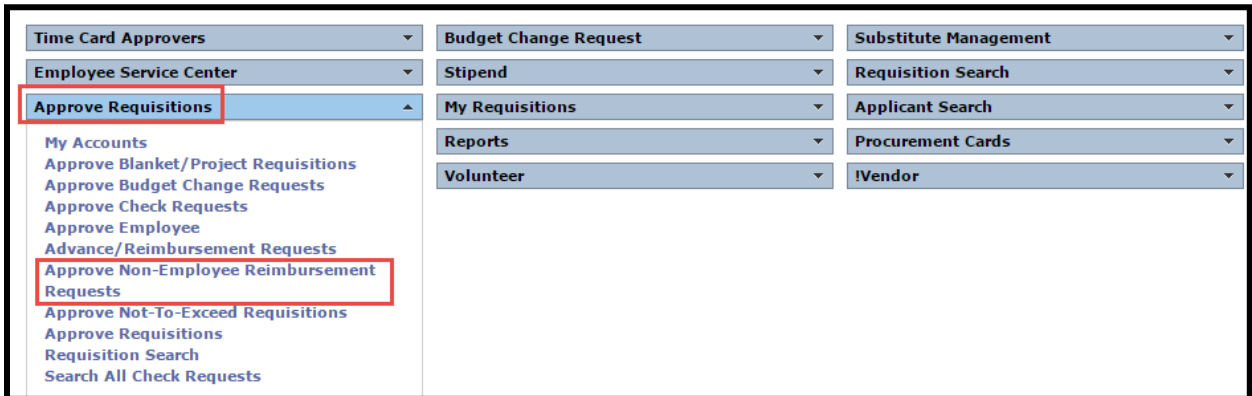 Time Card Approvers
Employee Service Center
Approve Requisitions
My Accounts
Approve Blanket/Project Requisitions
Approve Budget Change Requests
Approve Check Requests
Approve Employee
Advance/Reimbursement Requests
Approve Non-Employee Reimbursement
Requests
Approve Not-To-Exceed Requisitions
Approve Requisitions
Requisition Search
Search All Check Requests
Budget Change Request
Stipend
My Requisitions
Reports
Volunteer
Substitute Management
Requisition Search
Applicant Search
Procurement Cards
!Vendor